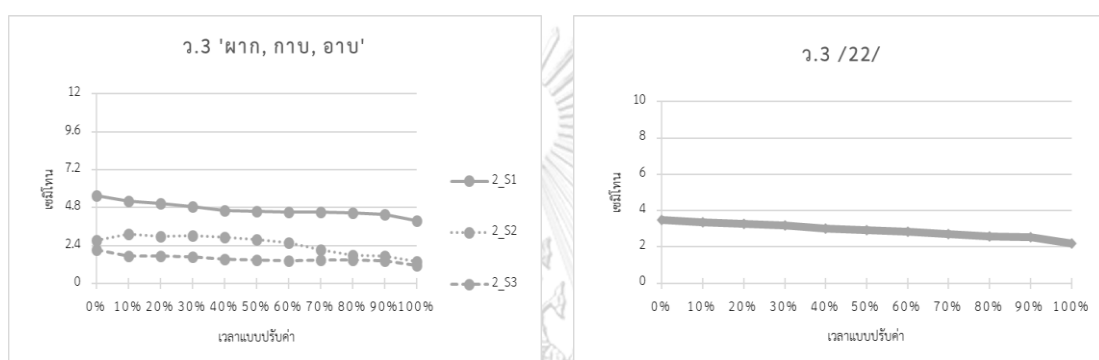 ว.3 'ผาก, กาบ, อาบ'
12
9.6
7.2
4.8
2.4
0
เซมิโทน
0% 10% 20% 30% 40% 50% 60% 70% 80% 90% 100%
เวลาแบบปรับค่า
2_S1
2_S2
2_S3
ว.3 /22/
10
8
6
4
2
0
เซมิโทน
0% 10% 20% 30% 40% 50% 60% 70% 80% 90% 100%
เวลาแบบปรับค่า